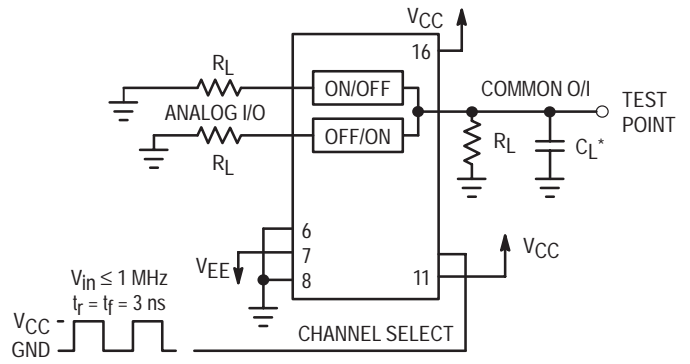 VCC
16
RL
ON/OFF
COMMON O/I
TEST
POINT
ANALOG I/O
OFF/ON
RL
RL
CL*
6
7
VEE
8
11
VCC
Vin ≤ 1 MHz
tr = tf = 3 ns
VCC
GND
CHANNEL SELECT